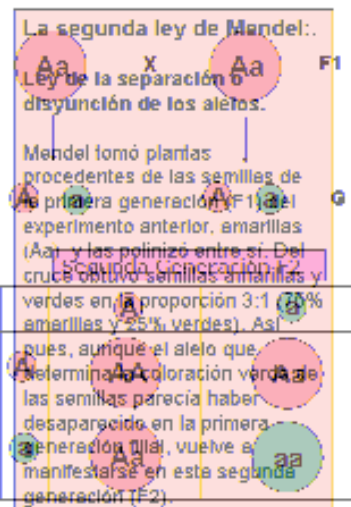 La segunda ley de Mendel:.
Aa X Aa F1
Ley de la separación o
disyunción de los alelos.
Mendel tomó plantas
procedentes de las semillas de
A a A a G
la primera generación (F1) del
experimento anterior, amarillas
(Aa) y las polinizó entre sí. Del
Segunda Generación F2
cruce obtuvo semillas amarillas y
verdes en la proporción 3:1 (75%
A a
amarillas y 25% verdes). Así
pues, aunque el alelo que
A AA Aa
determina la coloración verde de
las semillas parecía haber
desaparecido en la primera
a Aa aa
generación filial, vuelve a
manifestarse en esta segunda
generación (F2).